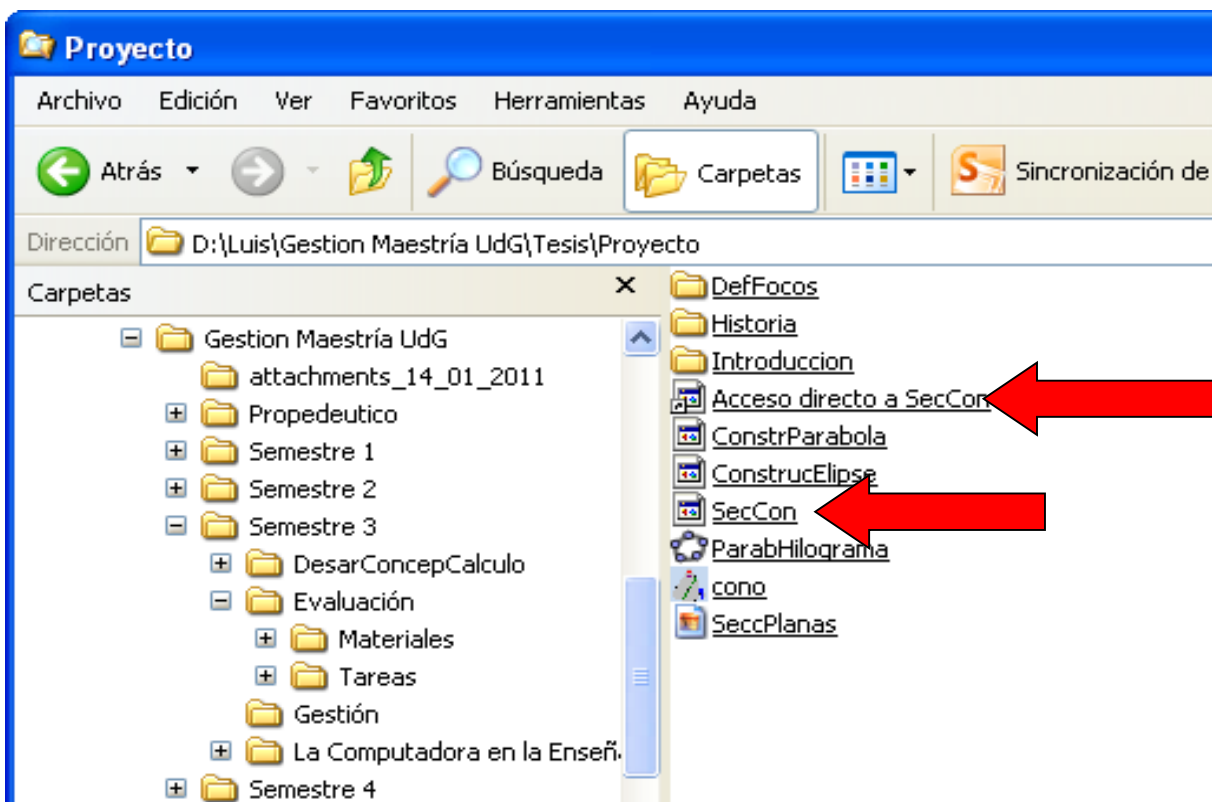 Proyecto
Archivo Edición Ver Favoritos Herramientas Ayuda
Atrás Búsqueda Carpetas Sincronización de
Dirección D:\Luis\Gestion Maestría UdG\Tesis\Proyecto
Carpetas
Gestion Maestría UdG
attachments_14_01_2011
Propedeutico
Semestre 1
Semestre 2
Semestre 3
DesarConcepCalculo
Evaluación
Materiales
Tareas
Gestión
La Computadora en la Enseñ
Semestre 4
DefFocos
Historia
Introduccion
Acceso directo a SecCon
ConstrParabola
ConstrucElipse
SecCon
ParabHilograma
cono
SeccPlanas